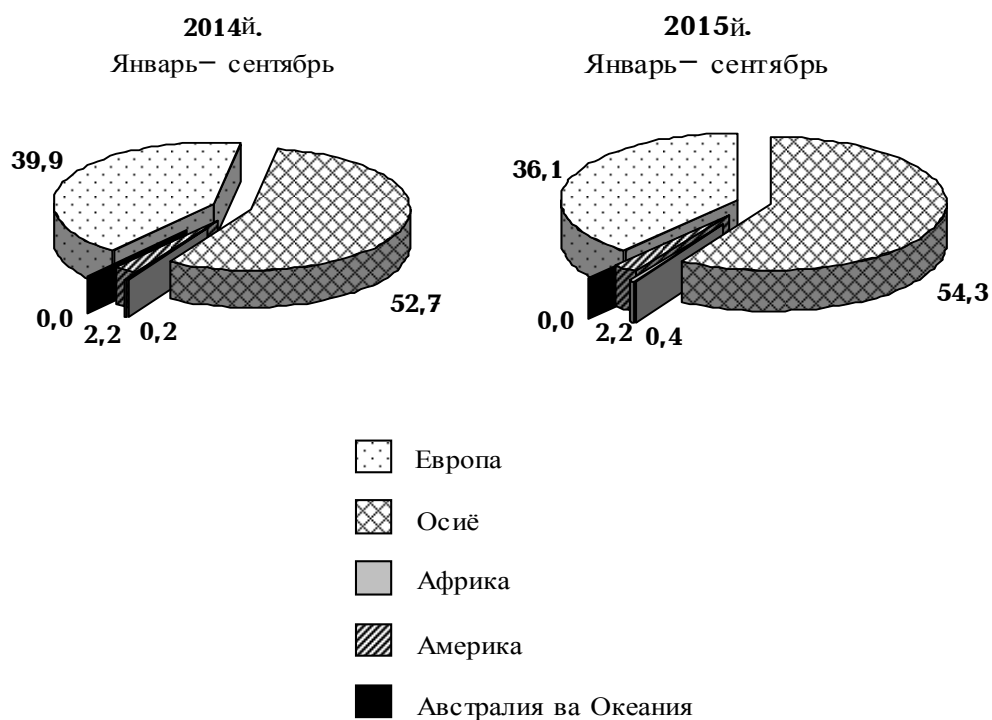 2014й.
Январь– сентябрь
39,9
52,7
0,0
2,2
0,2
2015й.
Январь– сентябрь
36,1
54,3
0,0
2,2
0,4
Европа
Осиё
Африка
Америка
Австралия ва Океания